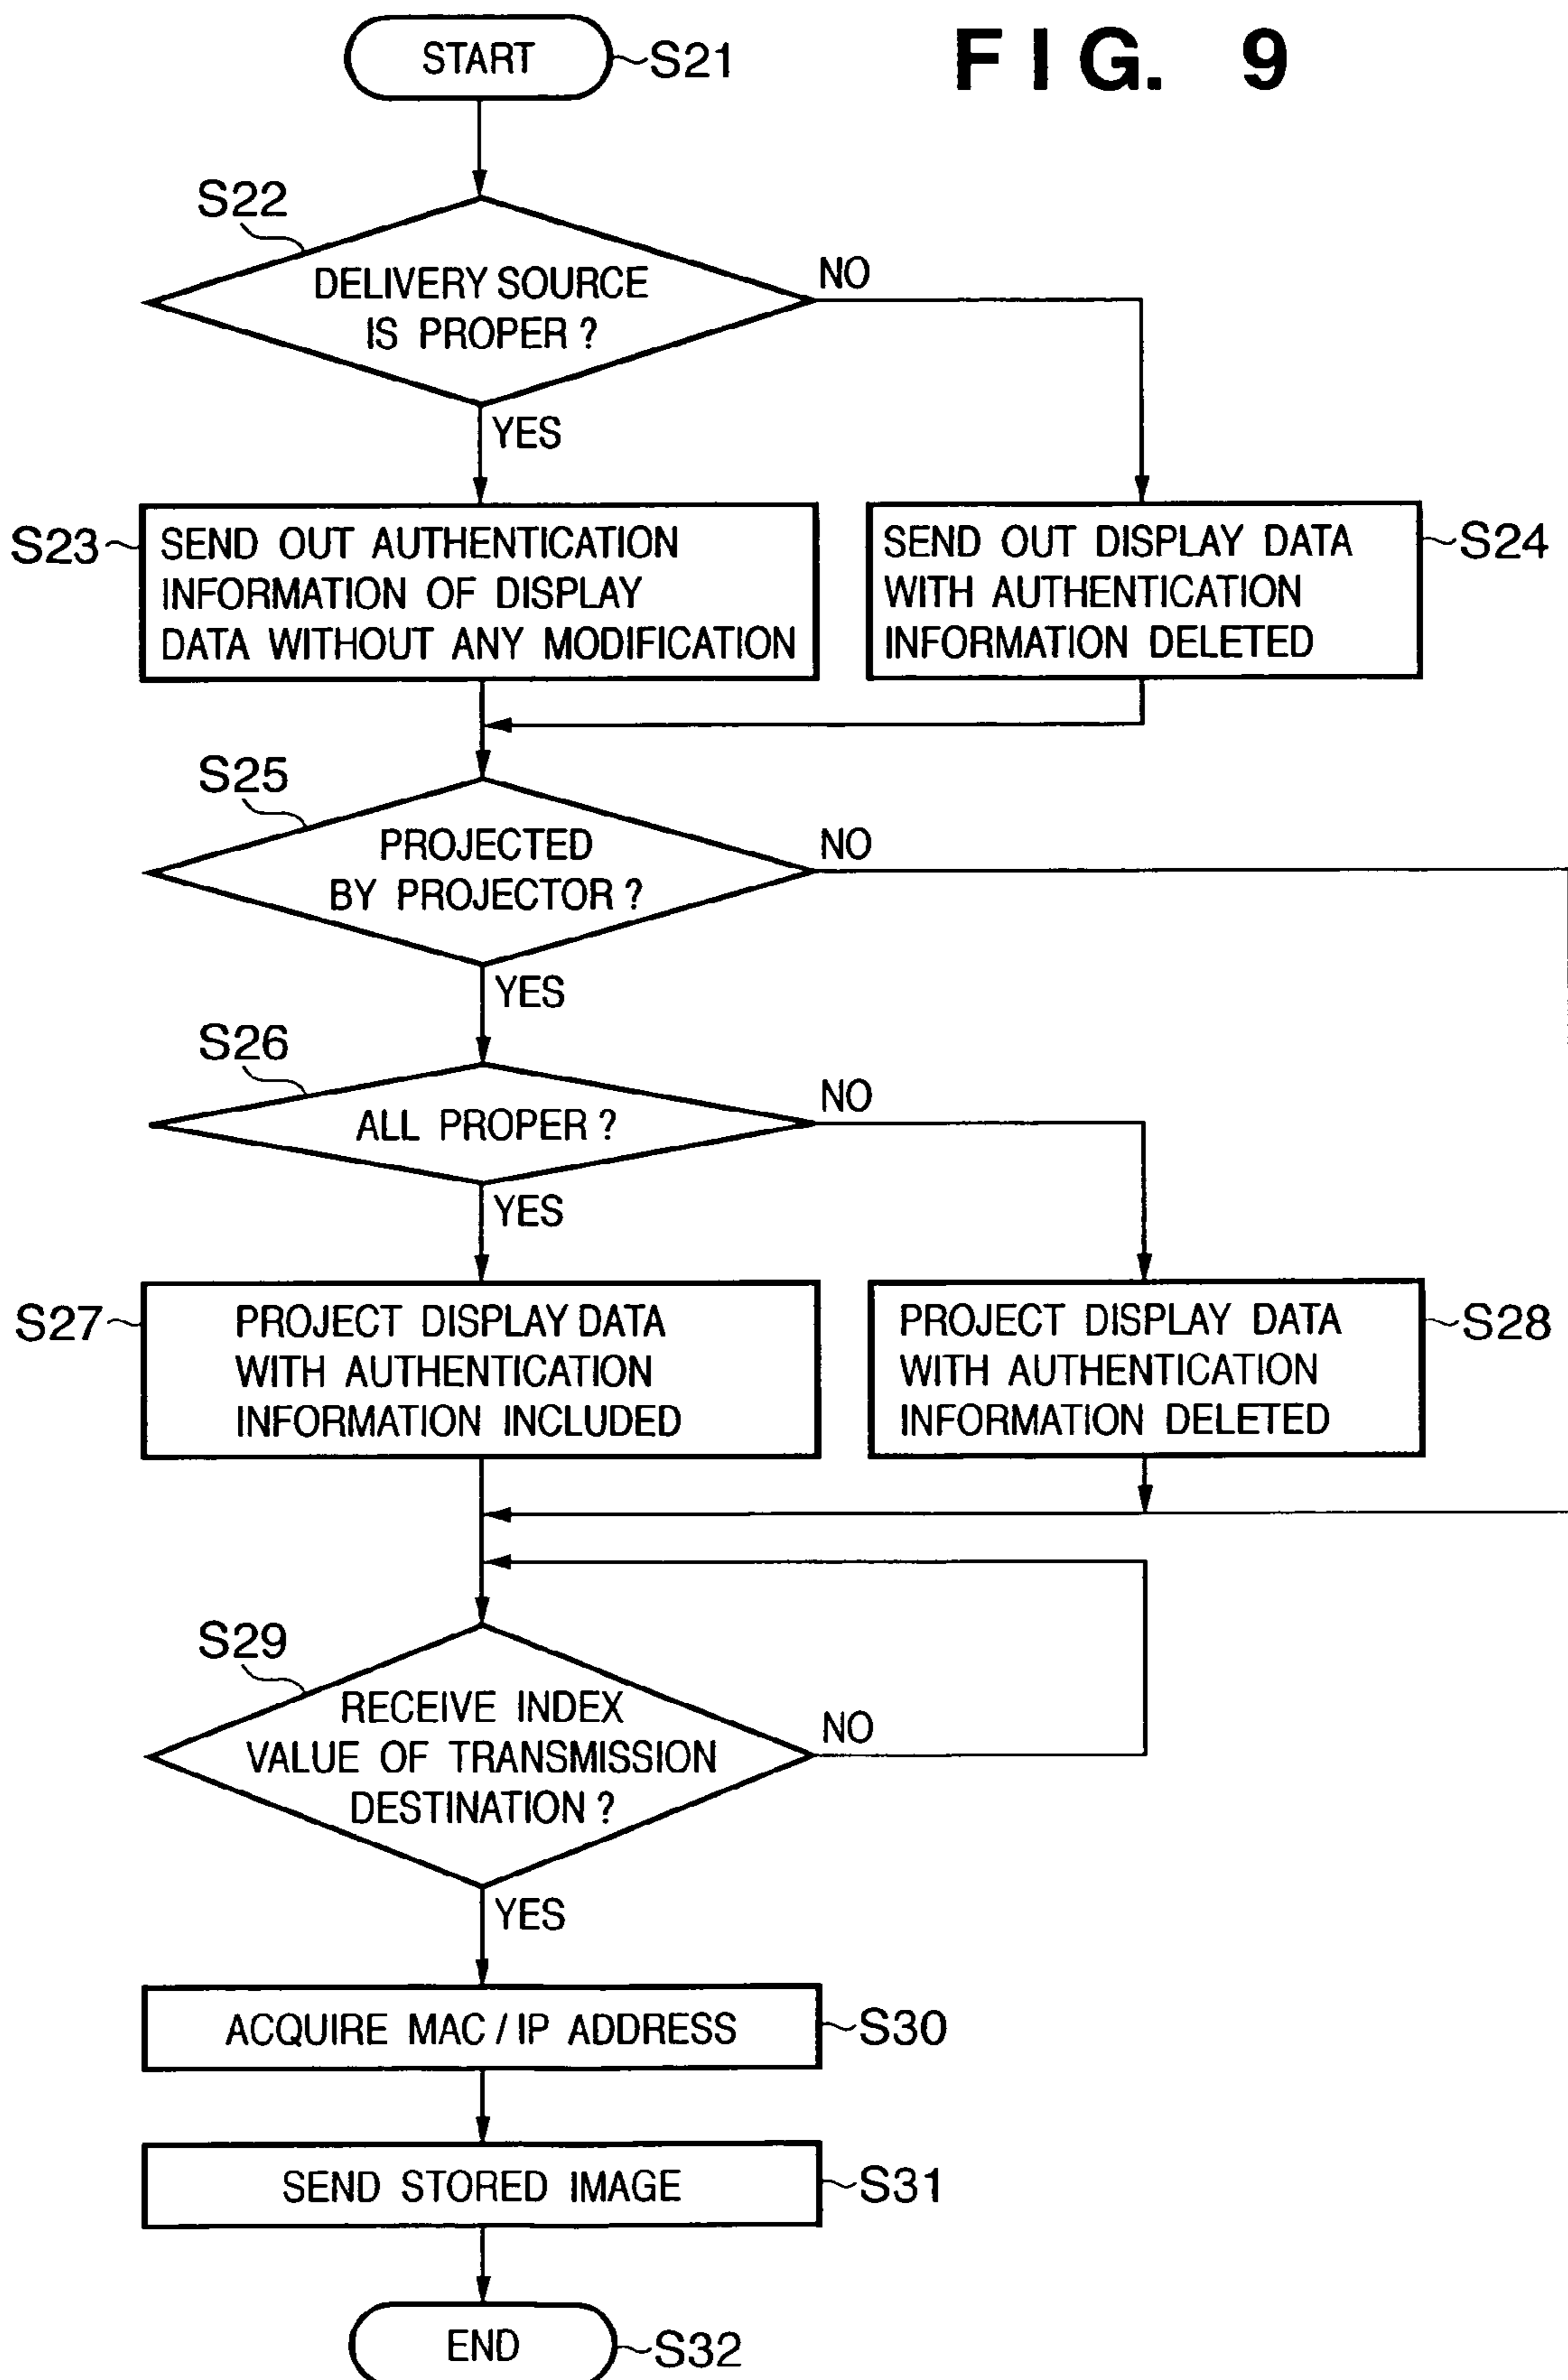 FIG. 9
START
S21
S22
DELIVERY SOURCE
IS PROPER ?
NO
YES
S23
SEND OUT AUTHENTICATION
INFORMATION OF DISPLAY
DATA WITHOUT ANY MODIFICATION
SEND OUT DISPLAY DATA
WITH AUTHENTICATION
INFORMATION DELETED
S24
S25
PROJECTED
BY PROJECTOR ?
NO
YES
S26
ALL PROPER ?
NO
YES
S27
PROJECT DISPLAY DATA
WITH AUTHENTICATION
INFORMATION INCLUDED
PROJECT DISPLAY DATA
WITH AUTHENTICATION
INFORMATION DELETED
S28
S29
RECEIVE INDEX
VALUE OF TRANSMISSION
DESTINATION ?
NO
YES
ACQUIRE MAC / IP ADDRESS
S30
SEND STORED IMAGE
S31
END
S32